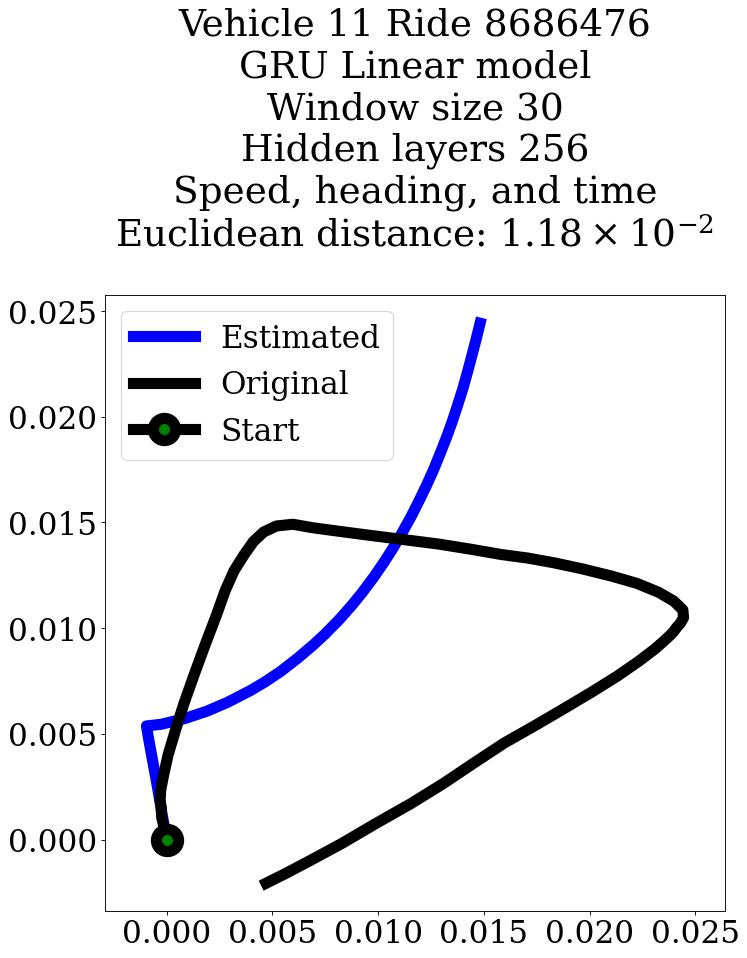 Vehicle 11 Ride 8686476
GRU Linear model
Window size 30
Hidden layers 256
Speed, heading, and time
Euclidean distance: 1.18 × 10⁻²
Estimated
Original
Start
0.025
0.020
0.015
0.010
0.005
0.000
0.000 0.005 0.010 0.015 0.020 0.025